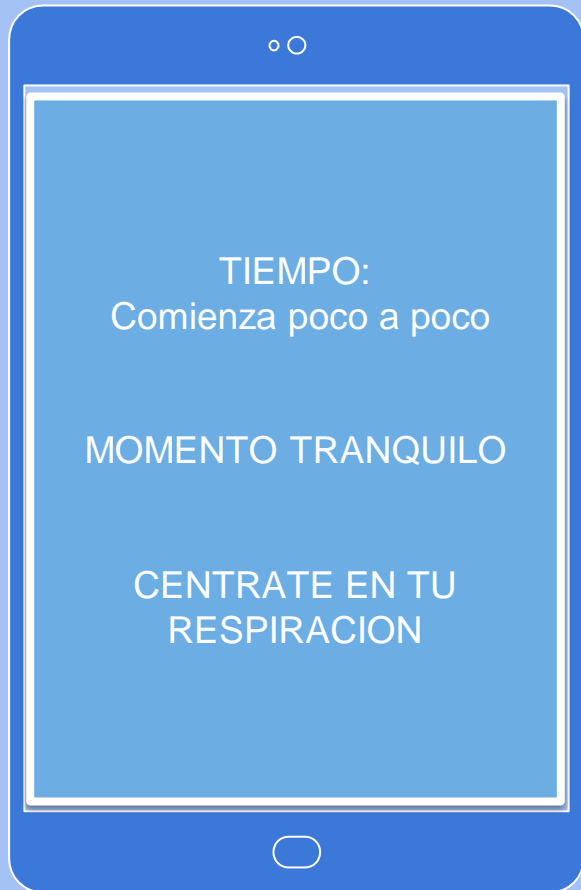 TIEMPO:
Comienza poco a poco
MOMENTO TRANQUILO
CENTRATE EN TU
RESPIRACION